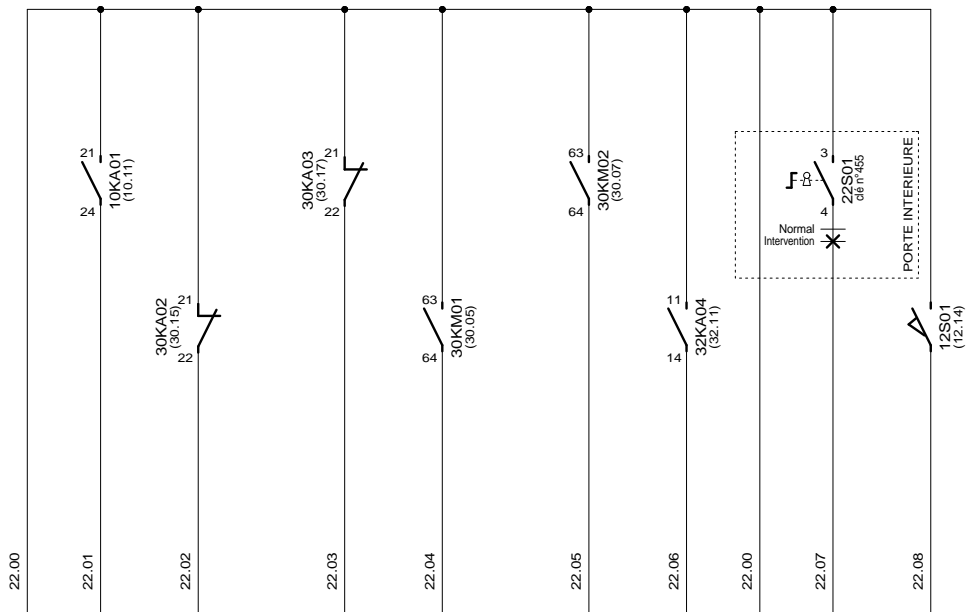 21
10KA01
(10.11)
24
21
30KA03
(30.17)
22
63
30KM02
(30.07)
64
3
22S01
clé n°455
4
Normal
Intervention
PORTE INTERIEURE
21
30KA02
(30.15)
22
63
30KM01
(30.05)
64
11
32KA04
(32.11)
14
12S01
(12.14)
22.00
22.01
22.02
22.03
22.04
22.05
22.06
22.00
22.07
22.08